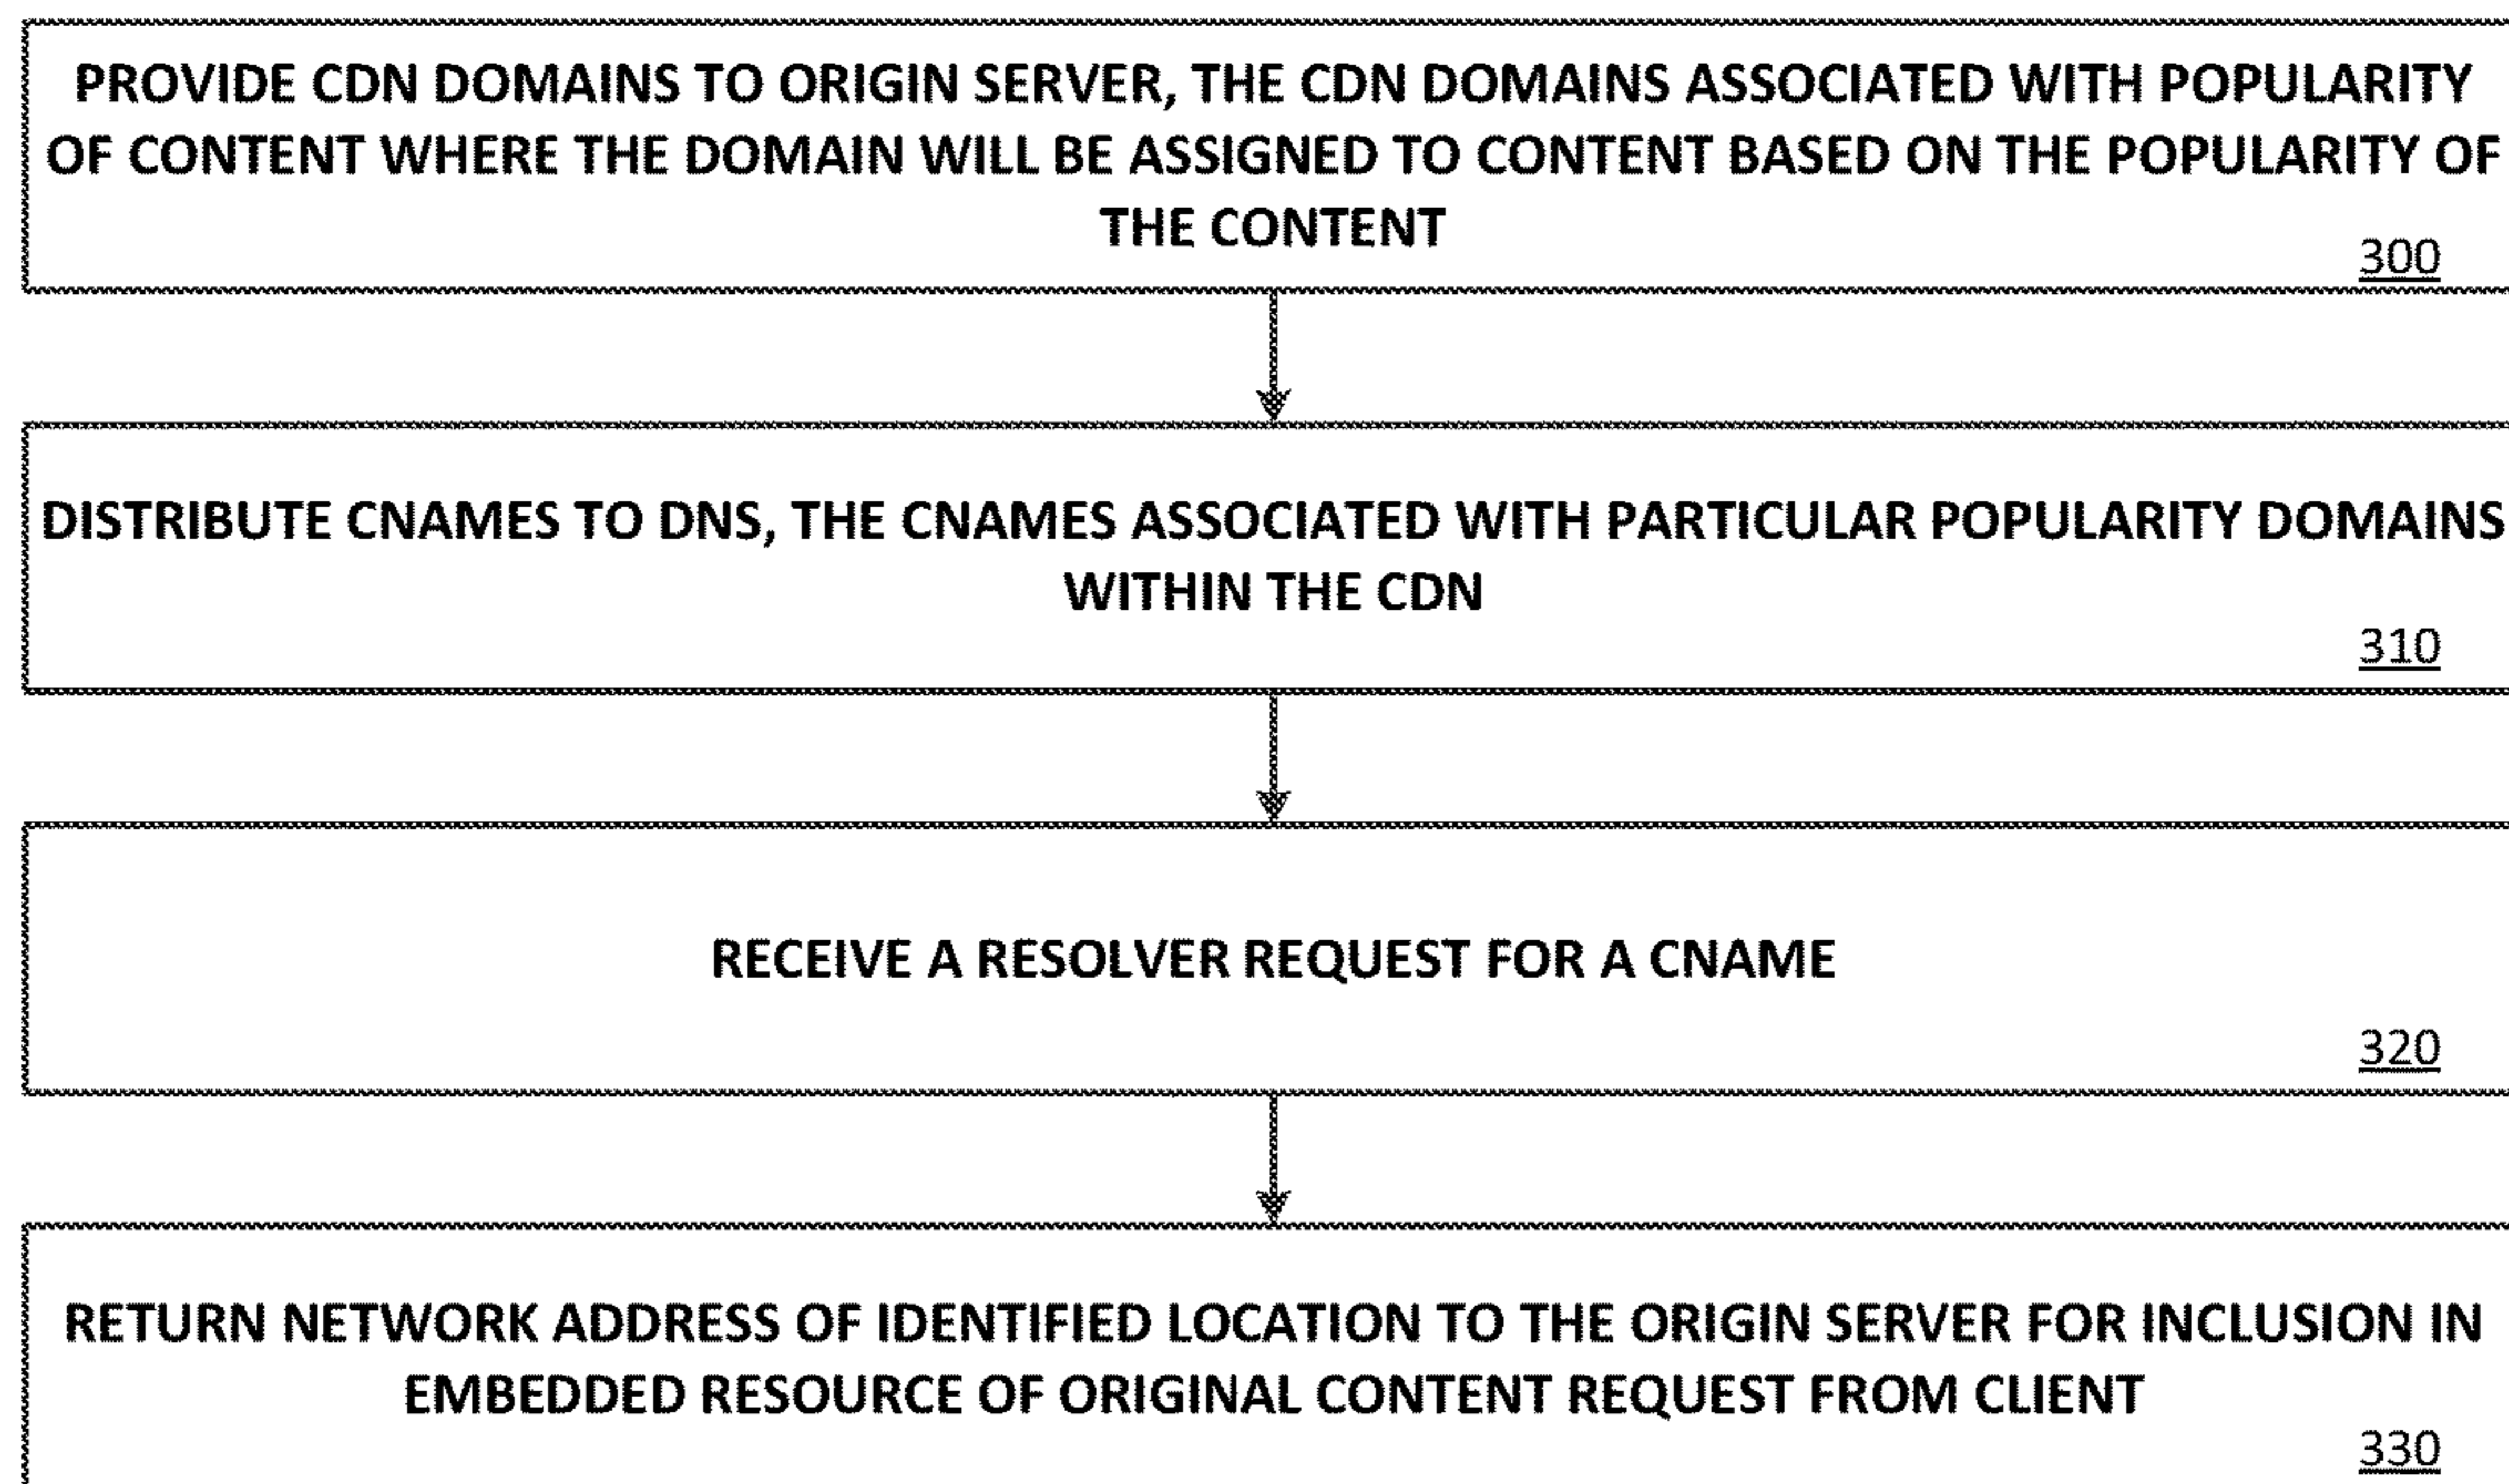 PROVIDE CDN DOMAINS TO ORIGIN SERVER, THE CDN DOMAINS ASSOCIATED WITH POPULARITY
OF CONTENT WHERE THE DOMAIN WILL BE ASSIGNED TO CONTENT BASED ON THE POPULARITY OF
THE CONTENT
300
DISTRIBUTE CNAMES TO DNS, THE CNAMES ASSOCIATED WITH PARTICULAR POPULARITY DOMAINS
WITHIN THE CDN
310
RECEIVE A RESOLVER REQUEST FOR A CNAME
320
RETURN NETWORK ADDRESS OF IDENTIFIED LOCATION TO THE ORIGIN SERVER FOR INCLUSION IN
EMBEDDED RESOURCE OF ORIGINAL CONTENT REQUEST FROM CLIENT
330